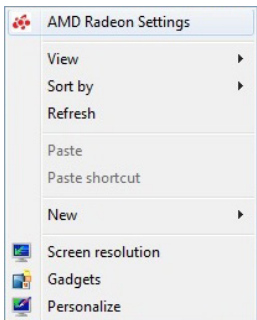 AMD Radeon Settings
View
Sort by
Refresh
Paste
Paste shortcut
New
Screen resolution
Gadgets
Personalize